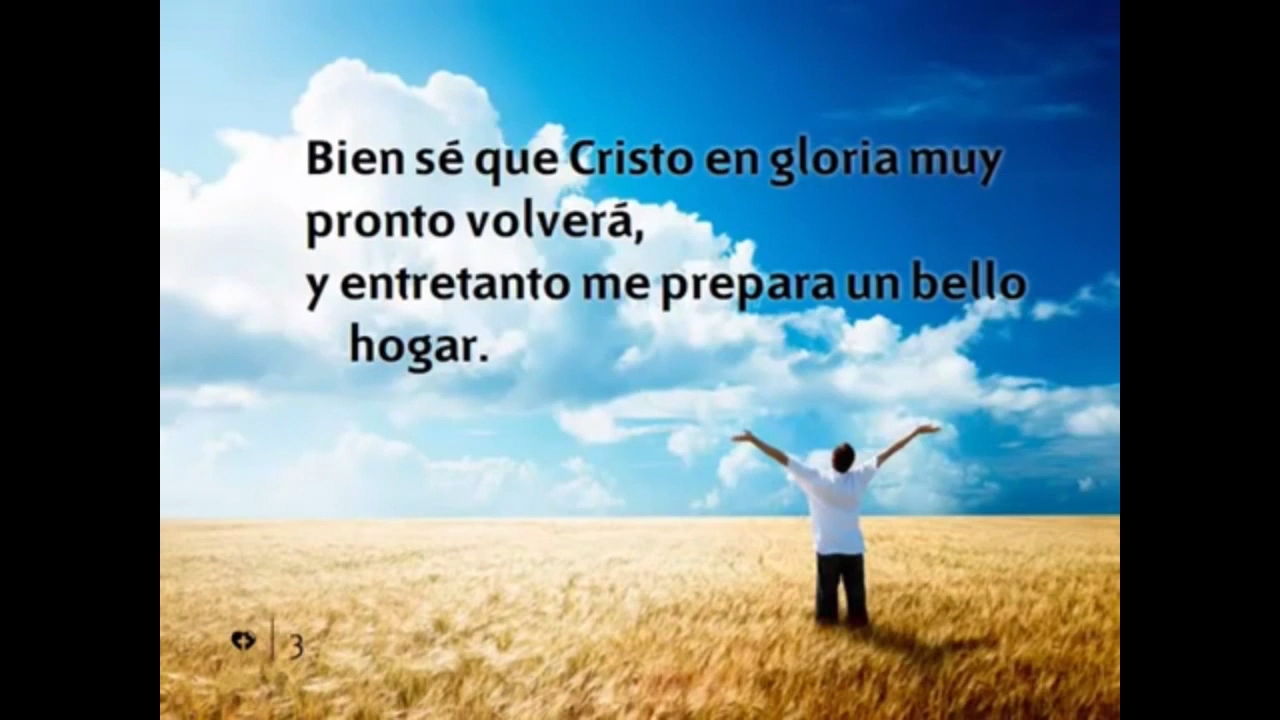 Bien sé que Cristo en gloria muy
pronto volverá,
y entretanto me prepara un bello
hogar.
3